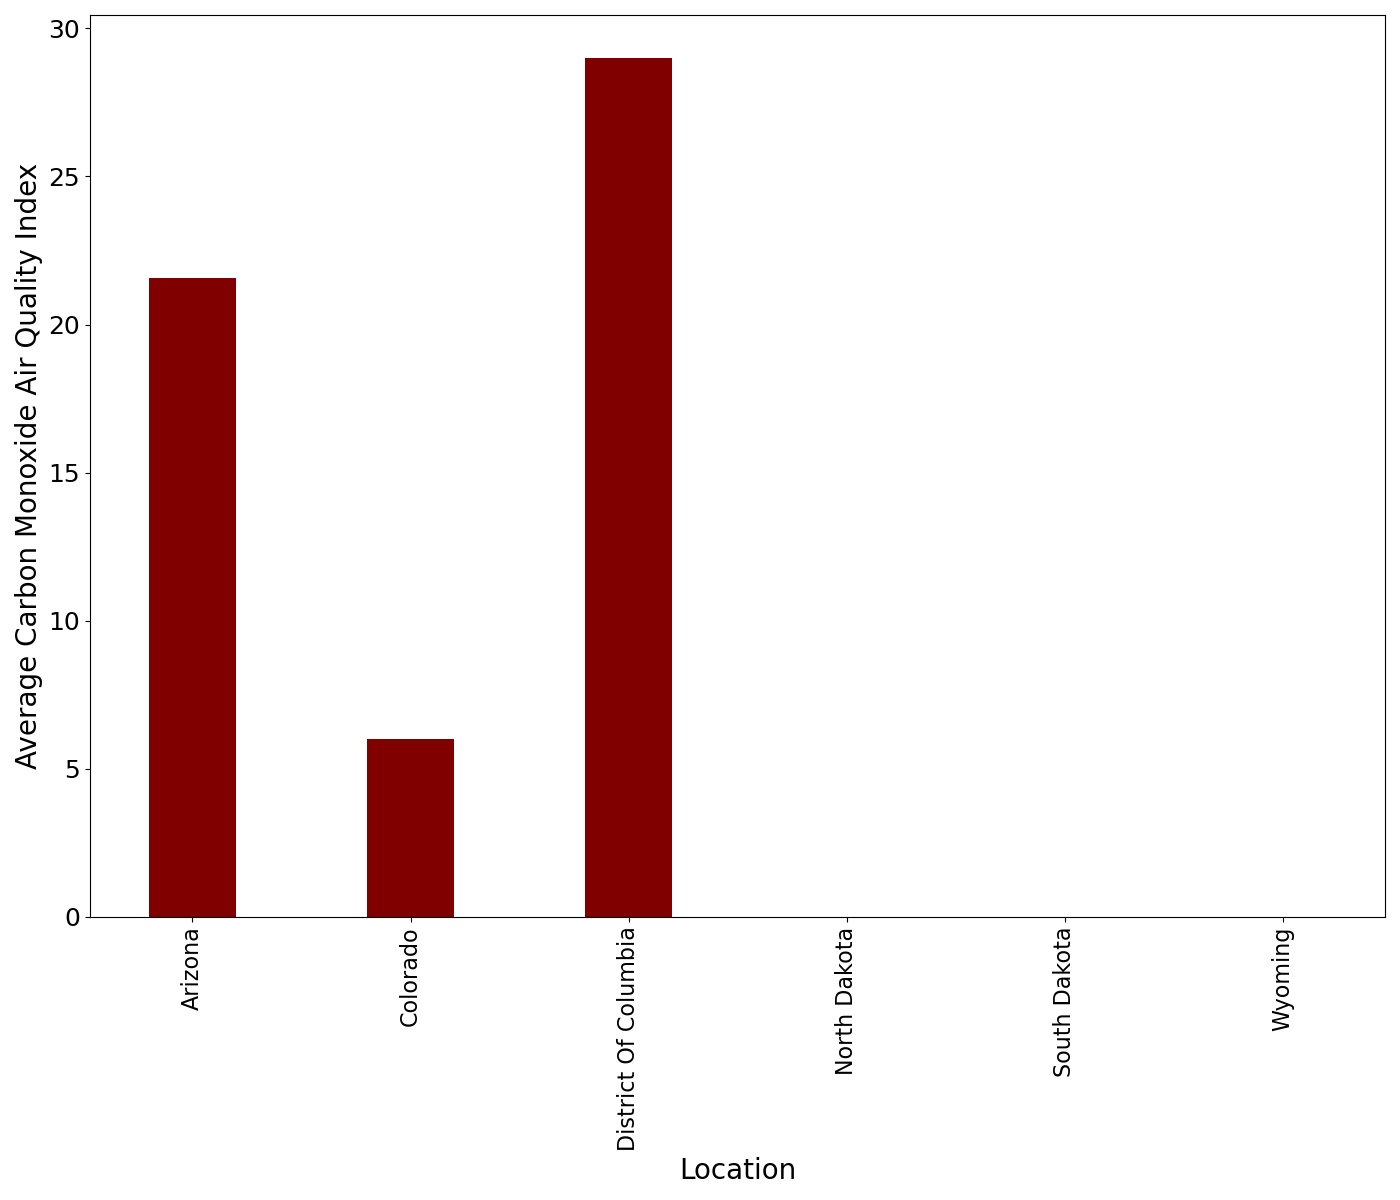 Average Carbon Monoxide Air Quality Index
30
25
20
15
10
5
0
Arizona
Colorado
District Of Columbia
North Dakota
South Dakota
Wyoming
Location